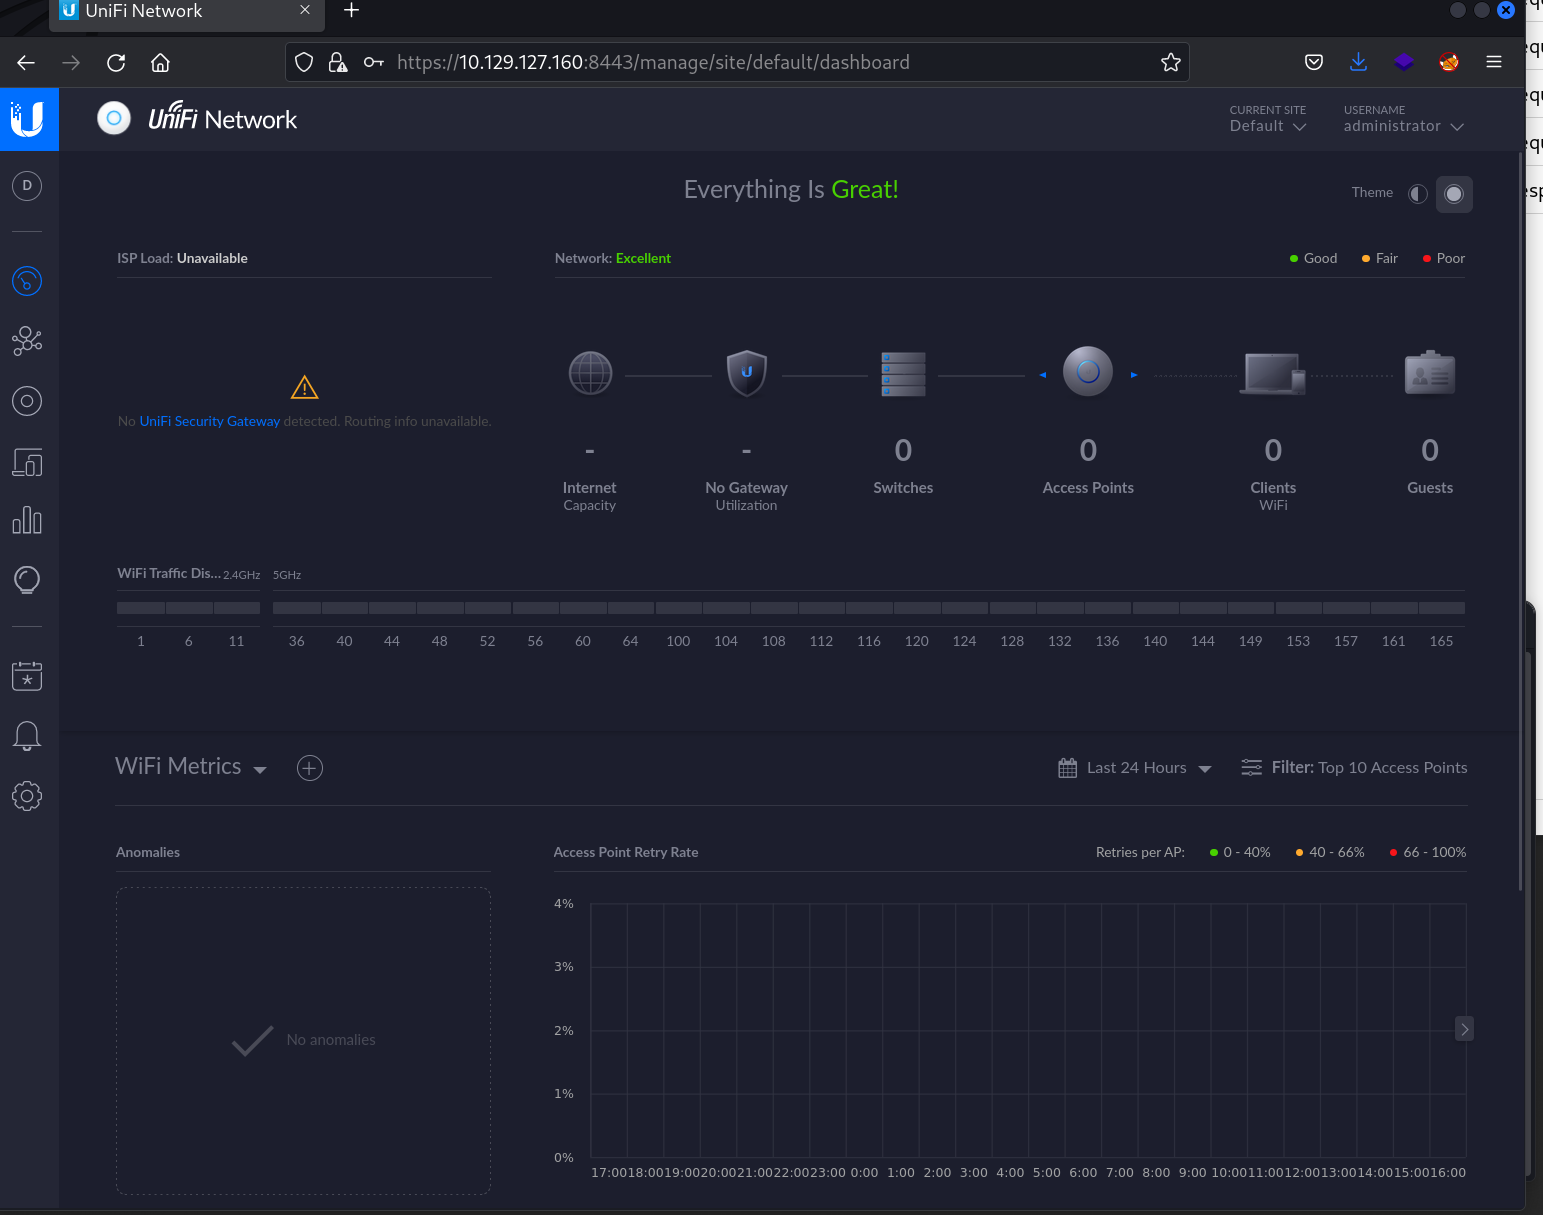 UniFi Network
https://10.129.127.160:8443/manage/site/default/dashboard
UniFi Network
CURRENT SITE
Default
USERNAME
administrator
D
Everything Is Great!
Theme
ISP Load: Unavailable
Network: Excellent
Good
Fair
Poor
No UniFi Security Gateway detected. Routing info unavailable.
- - 0 0 0 0
Internet No Gateway Switches Access Points Clients Guests
Capacity Utilization WiFi
WiFi Traffic Dis... 2.4GHz 5GHz
1 6 11 36 40 44 48 52 56 60 64 100 104 108 112 116 120 124 128 132 136 140 144 149 153 157 161 165
WiFi Metrics
Last 24 Hours
Filter: Top 10 Access Points
Anomalies
No anomalies
Access Point Retry Rate
Retries per AP: 0 - 40% 40 - 66% 66 - 100%
4%
3%
2%
1%
0%
17:00 18:00 19:00 20:00 21:00 22:00 23:00 0:00 1:00 2:00 3:00 4:00 5:00 6:00 7:00 8:00 9:00 10:00 11:00 12:00 13:00 14:00 15:00 16:00